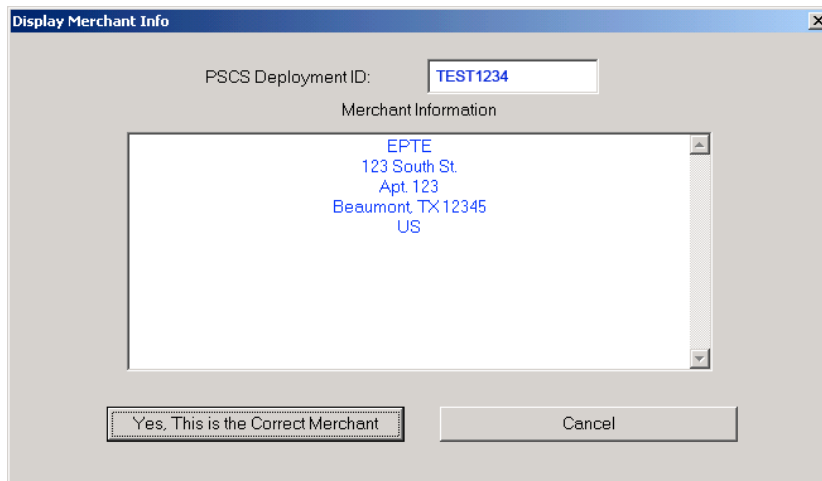 Display Merchant Info
PSCS Deployment ID: TEST1234
Merchant Information
EPTE
123 South St.
Apt. 123
Beaumont, TX 12345
US
Yes, This is the Correct Merchant Cancel